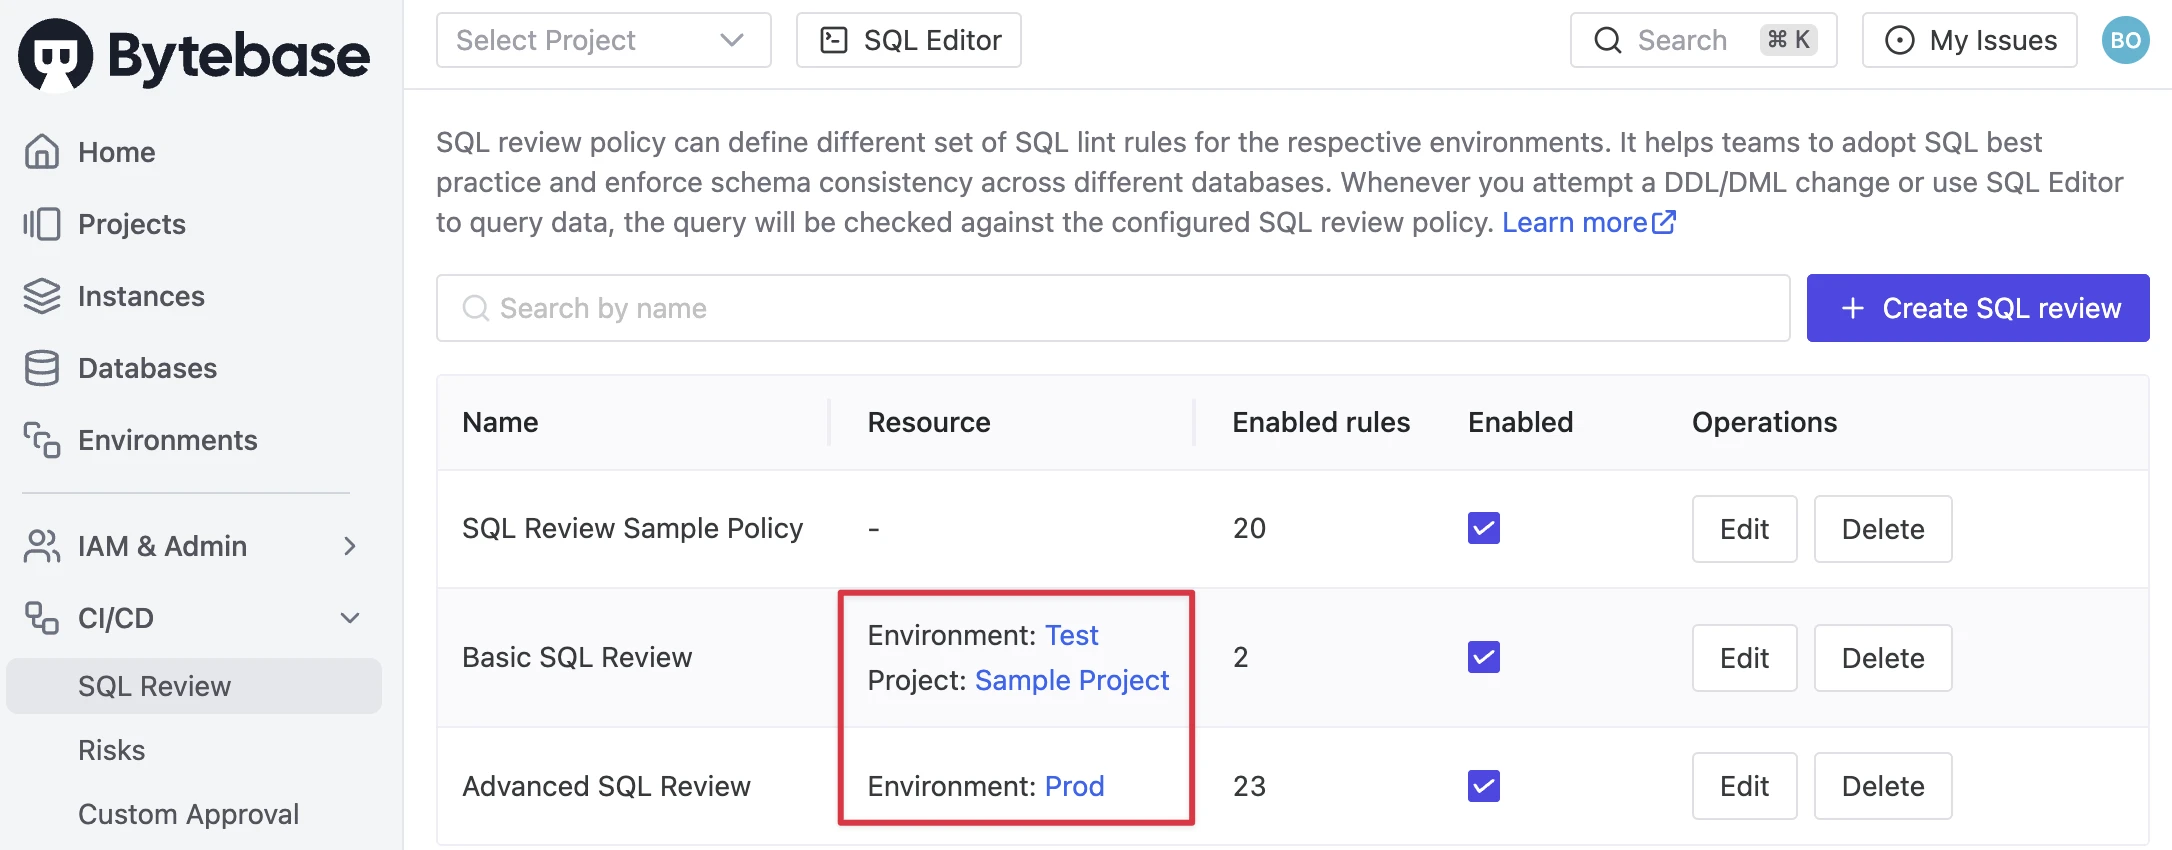 Bytebase
Select Project
SQL Editor
Search ⌘ K
My Issues
BO
Home
Projects
Instances
Databases
Environments
IAM & Admin
CI/CD
SQL Review
Risks
Custom Approval
SQL review policy can define different set of SQL lint rules for the respective environments. It helps teams to adopt SQL best
practice and enforce schema consistency across different databases. Whenever you attempt a DDL/DML change or use SQL Editor
to query data, the query will be checked against the configured SQL review policy. Learn more
Search by name
+ Create SQL review
Name Resource Enabled rules Enabled Operations
SQL Review Sample Policy - 20 Edit Delete
Environment: Test
Basic SQL Review 2 Edit Delete
Project: Sample Project
Advanced SQL Review Environment: Prod 23 Edit Delete